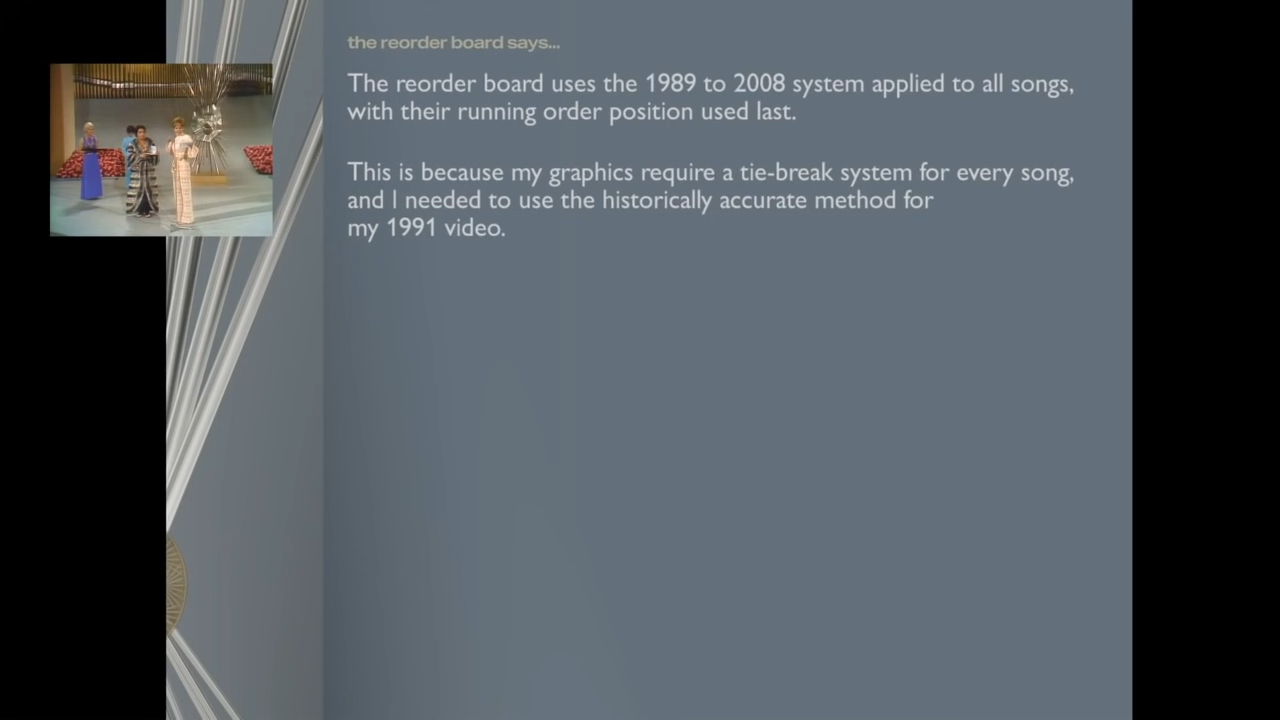 the reorder board says...
The reorder board uses the 1989 to 2008 system applied to all songs,
with their running order position used last.
This is because my graphics require a tie-break system for every song,
and I needed to use the historically accurate method for
my 1991 video.